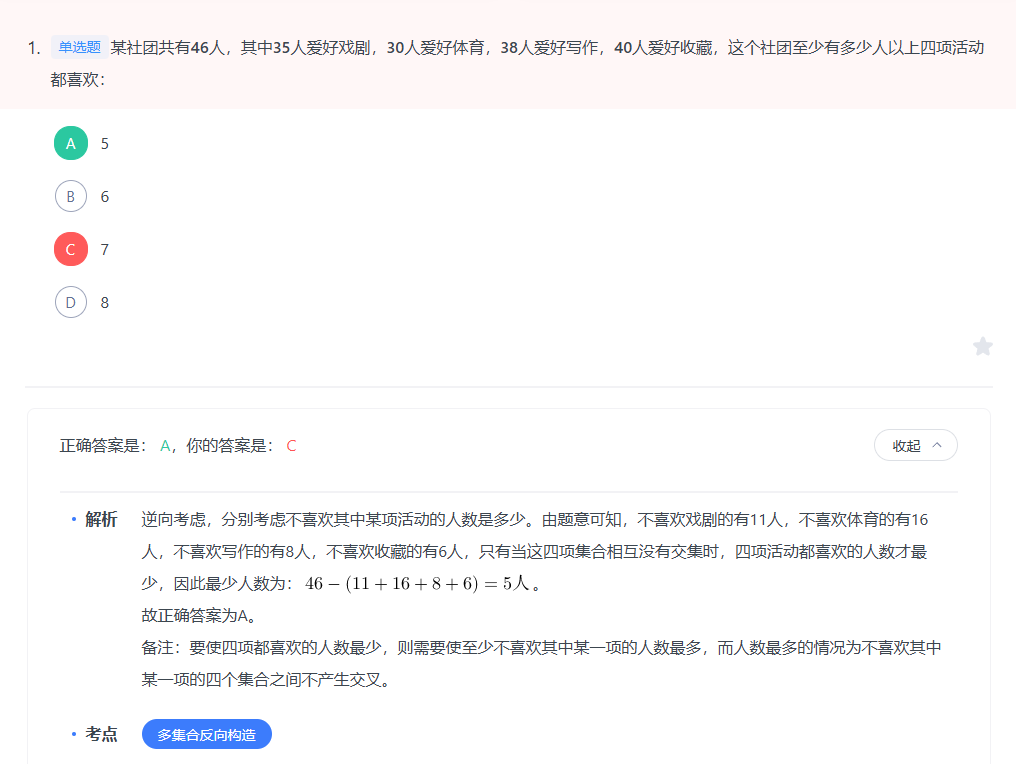 1. 单选题 某社团共有46人，其中35人爱好戏剧，30人爱好体育，38人爱好写作，40人爱好收藏，这个社团至少有多少人以上四项活动
都喜欢：
A 5
B 6
C 7
D 8
正确答案是： A，你的答案是： C
收起
解析 逆向考虑，分别考虑不喜欢其中某项活动的人数是多少。由题意可知，不喜欢戏剧的有11人，不喜欢体育的有16
人，不喜欢写作的有8人，不喜欢收藏的有6人，只有当这四项集合相互没有交集时，四项活动都喜欢的人数才最
少，因此最少人数为：46－(11＋16＋8＋6)＝5人。
故正确答案为A。
备注：要使四项都喜欢的人数最少，则需要使至少不喜欢其中某一项的人数最多，而人数最多的情况为不喜欢其中
某一项的四个集合之间不产生交叉。
考点 多集合反向构造